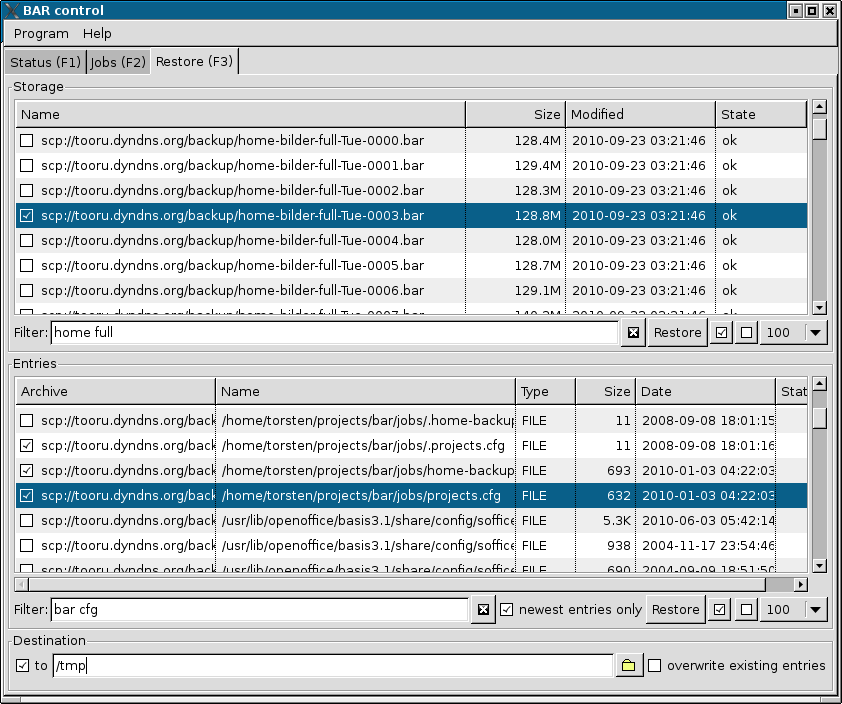 BAR control
Program Help
Status (F1) Jobs (F2) Restore (F3)
Storage
Name Size Modified State
scp://tooru.dyndns.org/backup/home-bilder-full-Tue-0000.bar 128.4M 2010-09-23 03:21:46 ok
scp://tooru.dyndns.org/backup/home-bilder-full-Tue-0001.bar 129.4M 2010-09-23 03:21:46 ok
scp://tooru.dyndns.org/backup/home-bilder-full-Tue-0002.bar 128.3M 2010-09-23 03:21:46 ok
scp://tooru.dyndns.org/backup/home-bilder-full-Tue-0003.bar 128.8M 2010-09-23 03:21:46 ok
scp://tooru.dyndns.org/backup/home-bilder-full-Tue-0004.bar 128.0M 2010-09-23 03:21:46 ok
scp://tooru.dyndns.org/backup/home-bilder-full-Tue-0005.bar 128.7M 2010-09-23 03:21:46 ok
scp://tooru.dyndns.org/backup/home-bilder-full-Tue-0006.bar 129.1M 2010-09-23 03:21:46 ok
Filter: home full Restore 100
Entries
Archive Name Type Size Date Stat
scp://tooru.dyndns.org/back /home/torsten/projects/bar/jobs/.home-backup FILE 11 2008-09-08 18:01:15
scp://tooru.dyndns.org/back /home/torsten/projects/bar/jobs/.projects.cfg FILE 11 2008-09-08 18:01:16
scp://tooru.dyndns.org/back /home/torsten/projects/bar/jobs/home-backup FILE 693 2010-01-03 04:22:03
scp://tooru.dyndns.org/back /home/torsten/projects/bar/jobs/projects.cfg FILE 632 2010-01-03 04:22:03
scp://tooru.dyndns.org/back /usr/lib/openoffice/basis3.1/share/config/soffice FILE 5.3K 2010-06-03 05:42:14
scp://tooru.dyndns.org/back /usr/lib/openoffice/basis3.1/share/config/soffice FILE 938 2004-11-17 23:54:46
scp://tooru.dyndns.org/back /usr/lib/openoffice/basis3.1/share/config/soffice FILE 690 2004-09-09 18:51:50
Filter: bar cfg newest entries only Restore 100
Destination
to /tmp overwrite existing entries